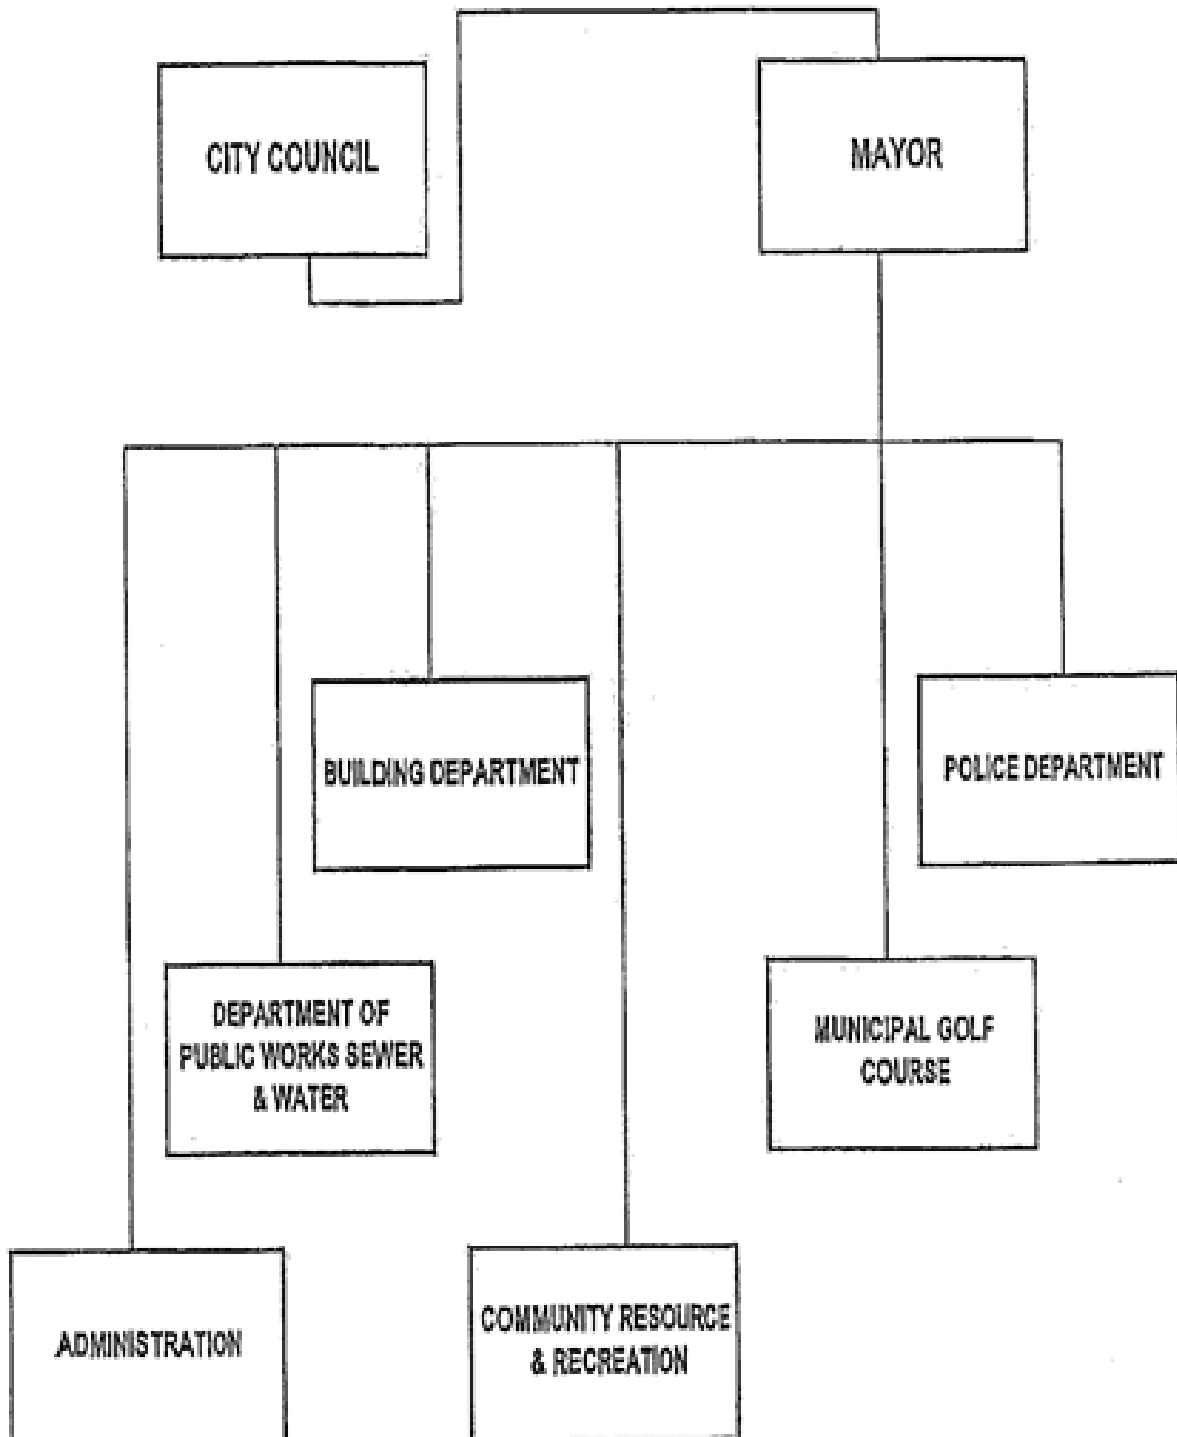 CITY COUNCIL
MAYOR
BUILDING DEPARTMENT
POLICE DEPARTMENT
DEPARTMENT OF
PUBLIC WORKS SEWER
& WATER
MUNICIPAL GOLF
COURSE
ADMINISTRATION
COMMUNITY RESOURCE
& RECREATION